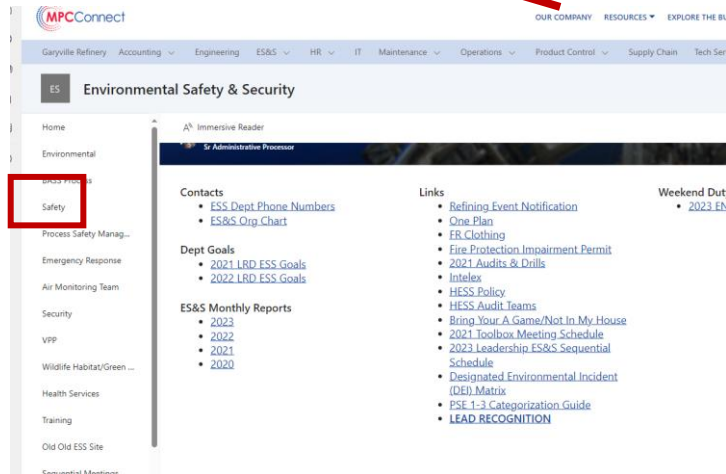 MPCConnect
OUR COMPANY RESOURCES EXPLORE THE BU
Garyville Refinery Accounting Engineering ES&S HR IT Maintenance Operations Product Control Supply Chain Tech Ser
ES Environmental Safety & Security
Home
Environmental
BASS Process
Safety
Process Safety Manag...
Emergency Response
Air Monitoring Team
Security
VPP
Wildlife Habitat/Green ...
Health Services
Training
Old Old ESS Site
Sequential Meetings
Immersive Reader
Sr Administrative Processor
Contacts
• ESS Dept Phone Numbers
• ES&S Org Chart
Dept Goals
• 2021 LRD ESS Goals
• 2022 LRD ESS Goals
ES&S Monthly Reports
• 2023
• 2022
• 2021
• 2020
Links
• Refining Event Notification
• One Plan
• FR Clothing
• Fire Protection Impairment Permit
• 2021 Audits & Drills
• Intelex
• HESS Policy
• HESS Audit Teams
• Bring Your A Game/Not In My House
• 2021 Toolbox Meeting Schedule
• 2023 Leadership ES&S Sequential
Schedule
• Designated Environmental Incident
(DEI) Matrix
• PSE 1-3 Categorization Guide
• LEAD RECOGNITION
Weekend Dut
• 2023 EN